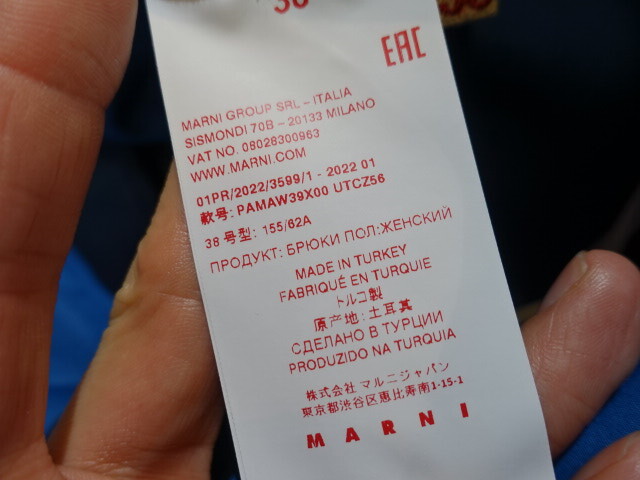 38
EAC
MARNI GROUP SRL – ITALIA
SISMONDI 70B – 20133 MILANO
VAT NO. 08028300963
WWW.MARNI.COM
01PR/2022/3599/1 - 2022 01
款号: PAMAW39X00 UTCZ56
38 号型: 155/62A
ПРОДУКТ: БРЮКИ ПОЛ:ЖЕНСКИЙ
MADE IN TURKEY
FABRIQUÉ EN TURQUIE
トルコ製
原产地: 土耳其
СДЕЛАНО В ТУРЦИИ
PRODUZIDO NA TURQUIA
株式会社 マルニジャパン
東京都渋谷区恵比寿南1-15-1
MARNI